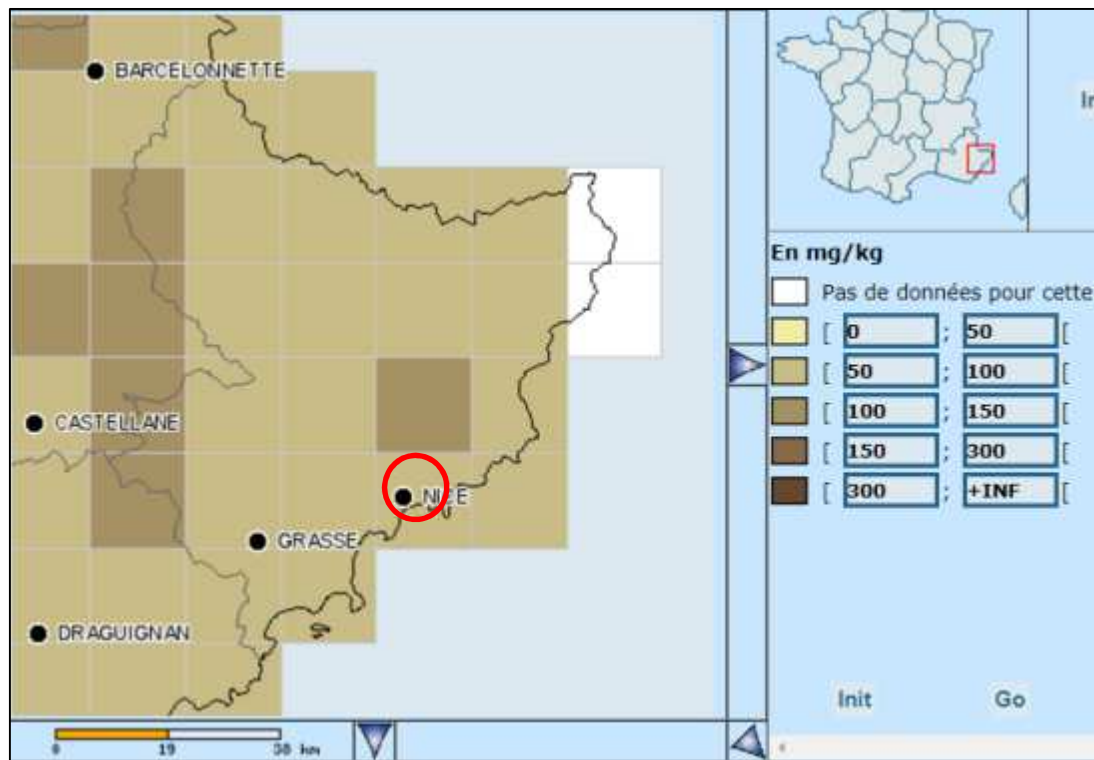 BARCELONNETTE
CASTELLANE
NICE
GRASSE
DRAGUIGNAN
0 19 38 km
En mg/kg
Pas de données pour cette
[ 0 ; 50 [
[ 50 ; 100 [
[ 100 ; 150 [
[ 150 ; 300 [
[ 300 ; +INF [
Init Go